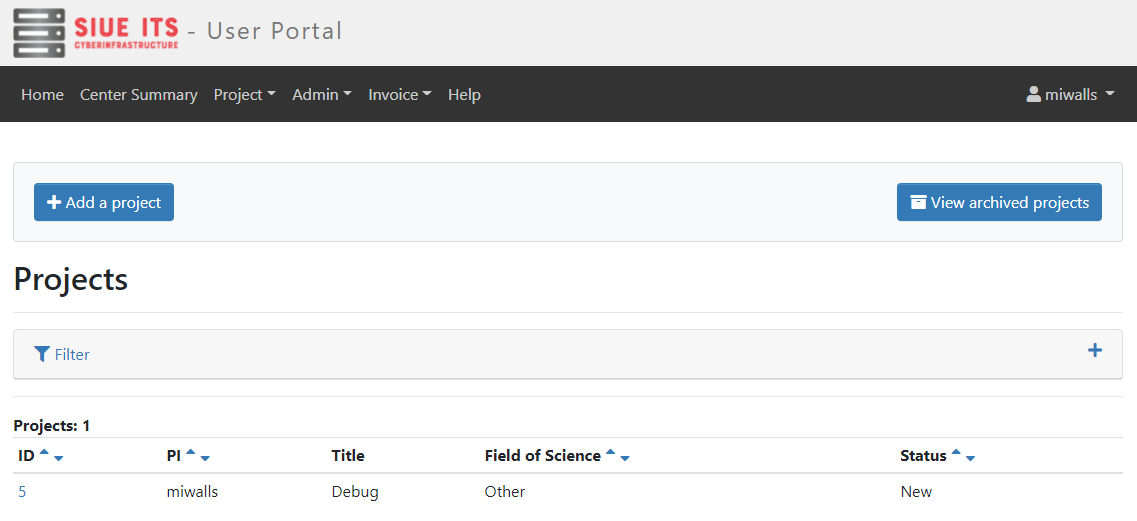 SIUE ITS
CYBERINFRASTRUCTURE
- User Portal
Home Center Summary Project Admin Invoice Help miwalls
Add a project View archived projects
Projects
Filter
Projects: 1
ID PI Title Field of Science Status
5 miwalls Debug Other New